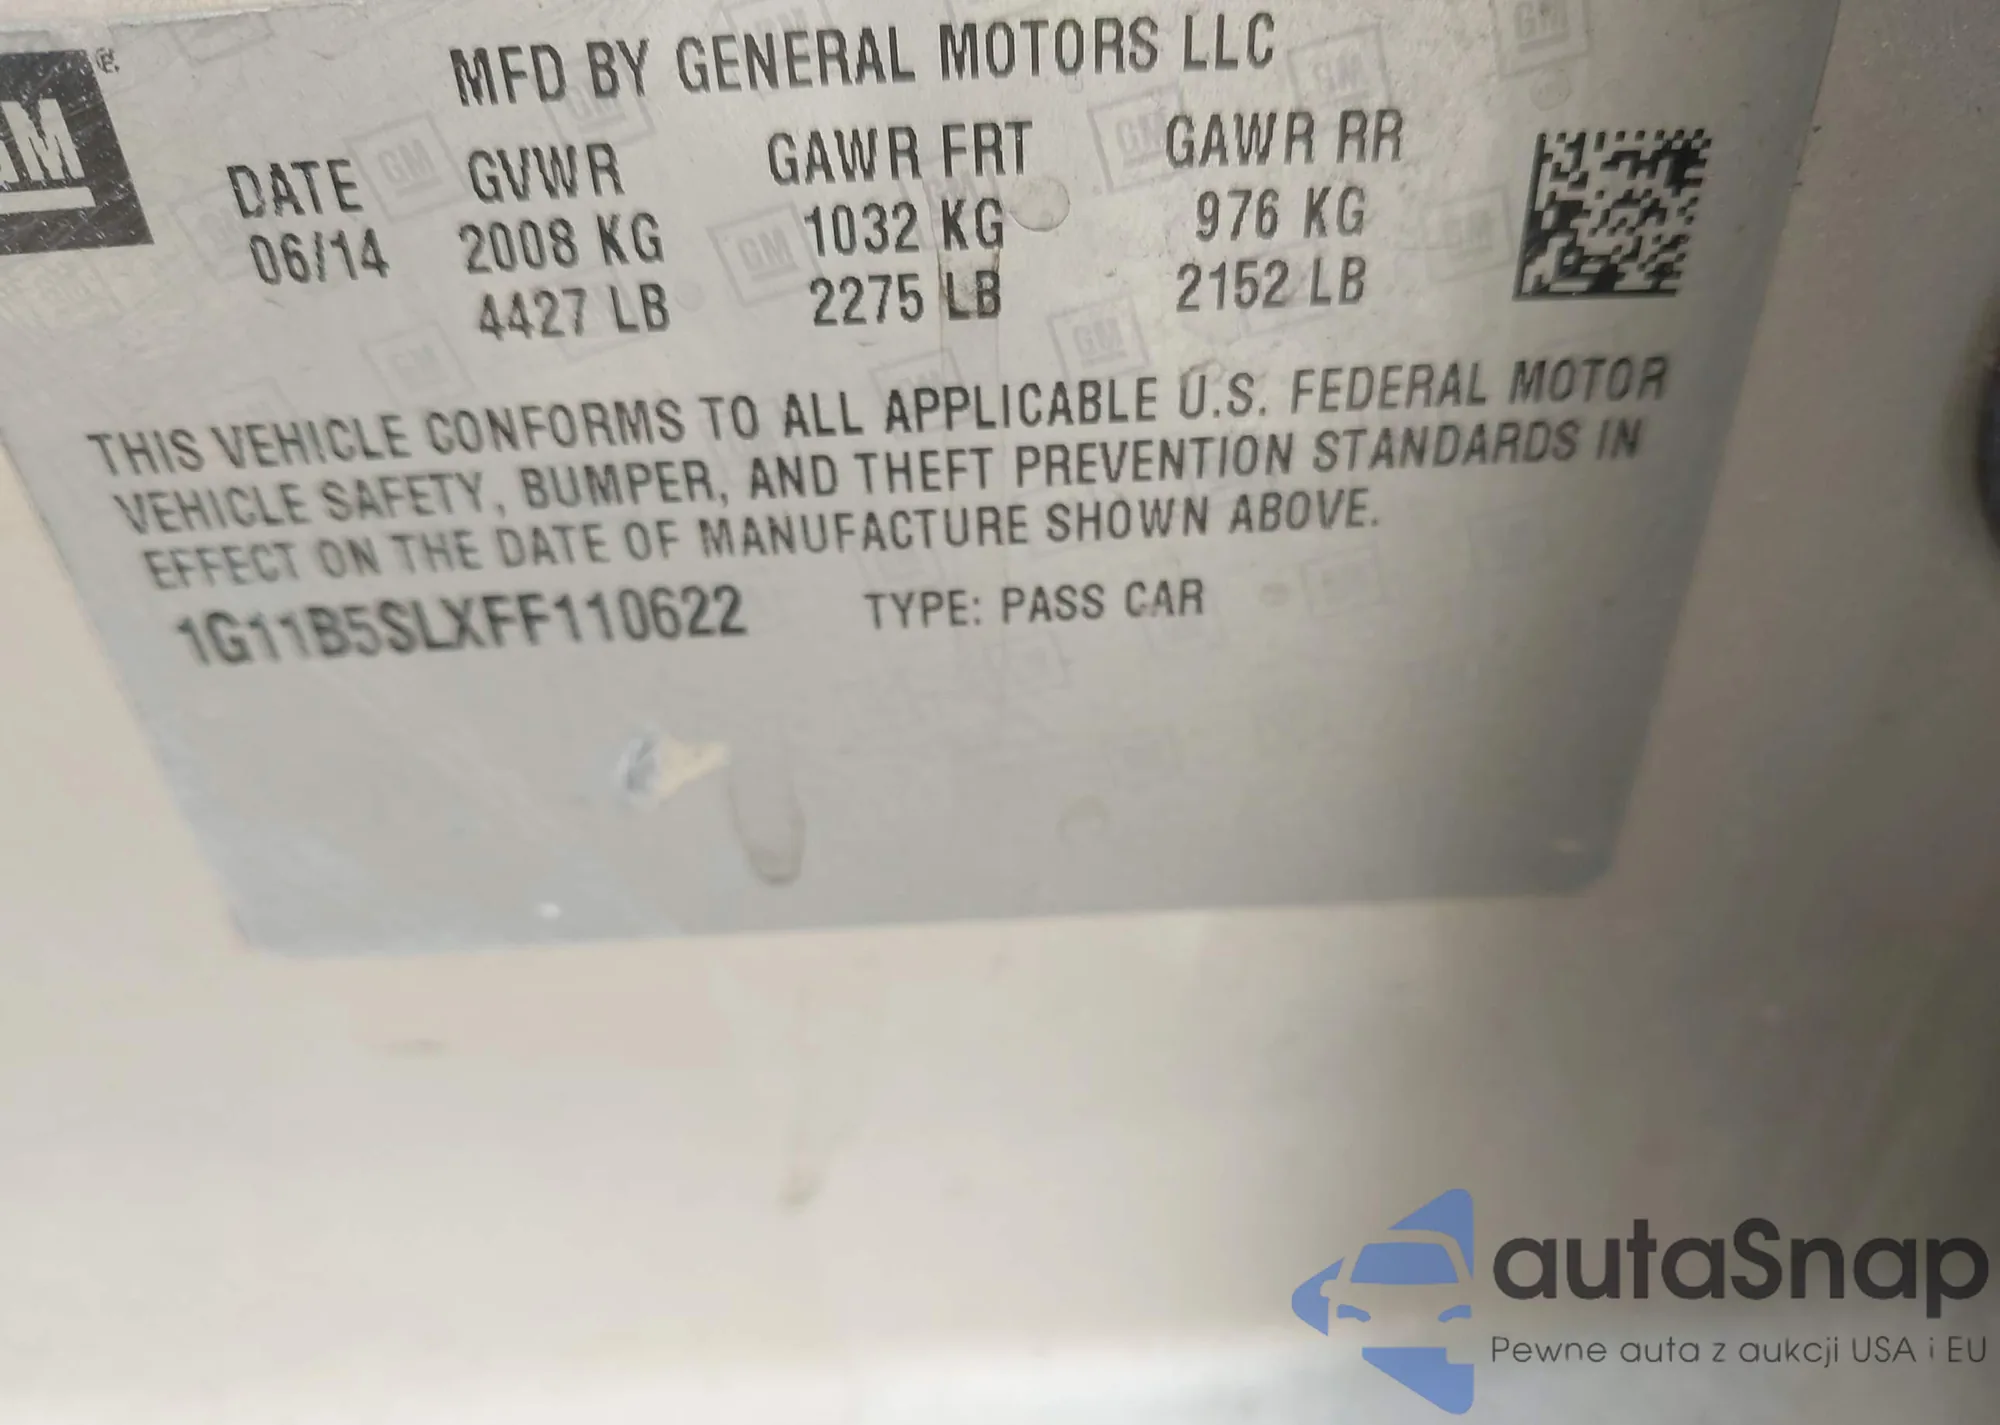 GM
MFD BY GENERAL MOTORS LLC
DATE GVWR GAWR FRT GAWR RR
06/14 2008 KG 1032 KG 976 KG
4427 LB 2275 LB 2152 LB
THIS VEHICLE CONFORMS TO ALL APPLICABLE U.S. FEDERAL MOTOR
VEHICLE SAFETY, BUMPER, AND THEFT PREVENTION STANDARDS IN
EFFECT ON THE DATE OF MANUFACTURE SHOWN ABOVE.
1G11B5SLXFF110622 TYPE: PASS CAR
autaSnap
Pewne auta z aukcji USA i EU